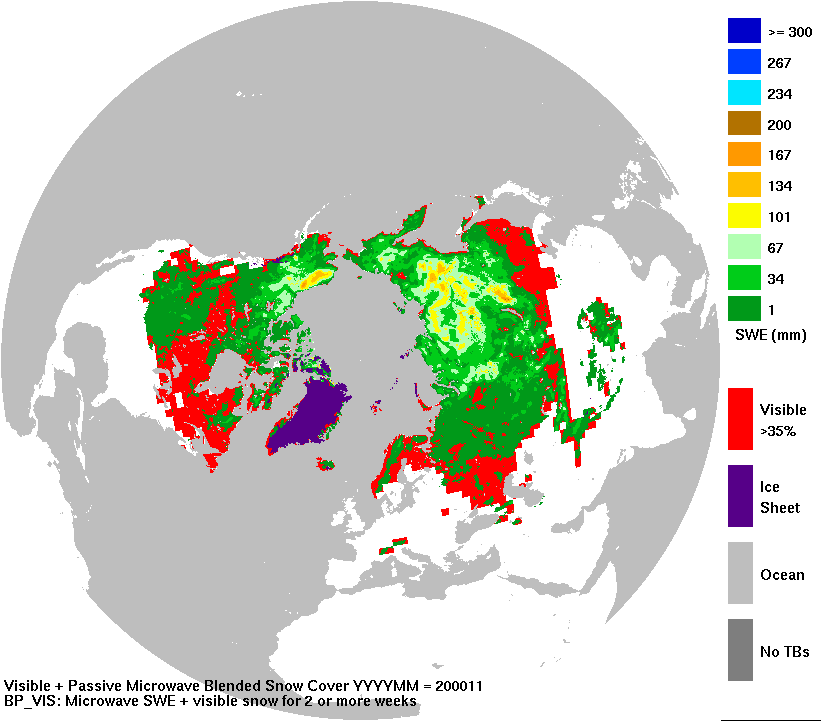 >= 300
267
234
200
167
134
101
67
34
1
SWE (mm)
Visible
>35%
Ice
Sheet
Ocean
No TBs
Visible + Passive Microwave Blended Snow Cover YYYYMM = 200011
BP_VIS: Microwave SWE + visible snow for 2 or more weeks